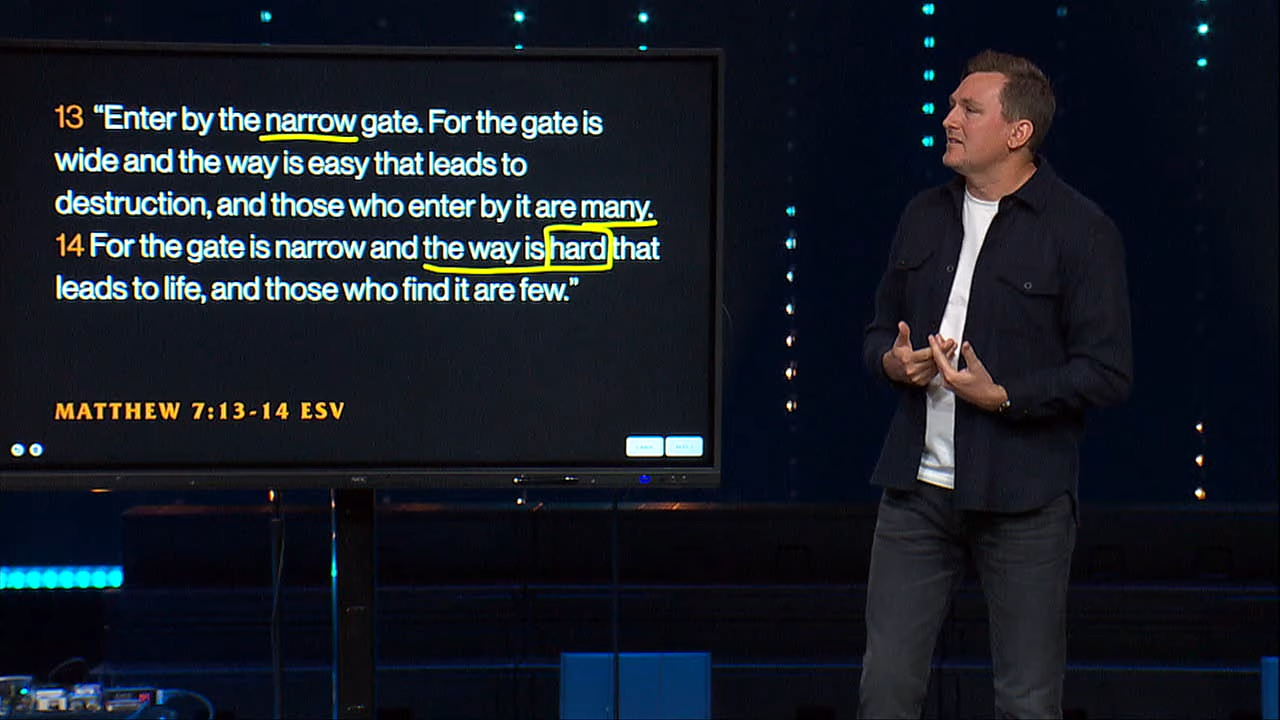 13 “Enter by the narrow gate. For the gate is
wide and the way is easy that leads to
destruction, and those who enter by it are many.
14 For the gate is narrow and the way is hard that
leads to life, and those who find it are few.”
MATTHEW 7:13-14 ESV
NEC